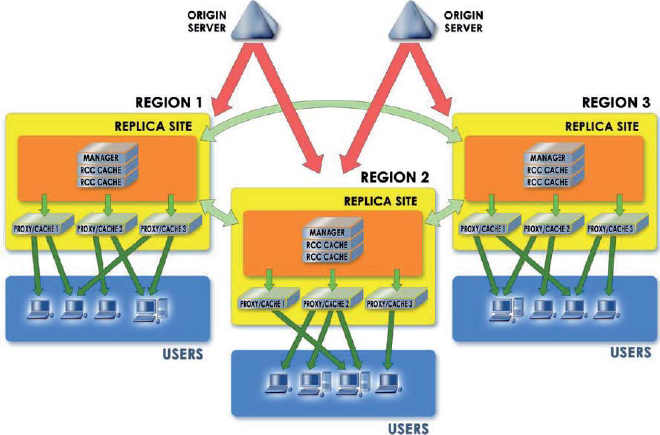 ORIGIN
SERVER
ORIGIN
SERVER
REGION 1
REPLICA SITE
MANAGER
RCC CACHE
RCC CACHE
PROXY/CACHE 1
PROXY/CACHE 2
PROXY/CACHE 3
USERS
REGION 2
REPLICA SITE
MANAGER
RCC CACHE
RCC CACHE
PROXY/CACHE 1
PROXY/CACHE 2
PROXY/CACHE 3
USERS
REGION 3
REPLICA SITE
MANAGER
RCC CACHE
RCC CACHE
PROXY/CACHE 1
PROXY/CACHE 2
PROXY/CACHE 3
USERS